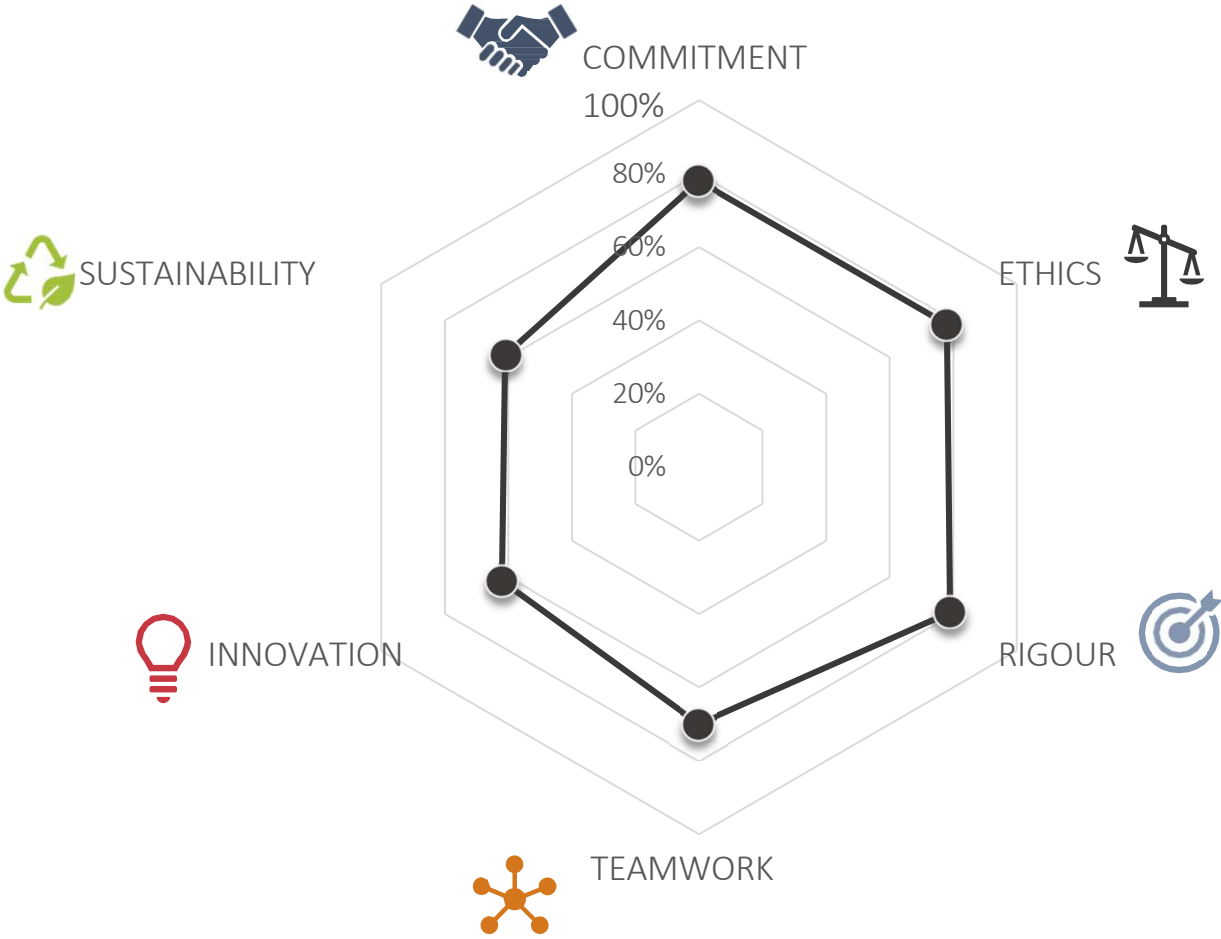 COMMITMENT
100%
80%
60%
SUSTAINABILITY
ETHICS
40%
20%
0%
INNOVATION
RIGOUR
TEAMWORK